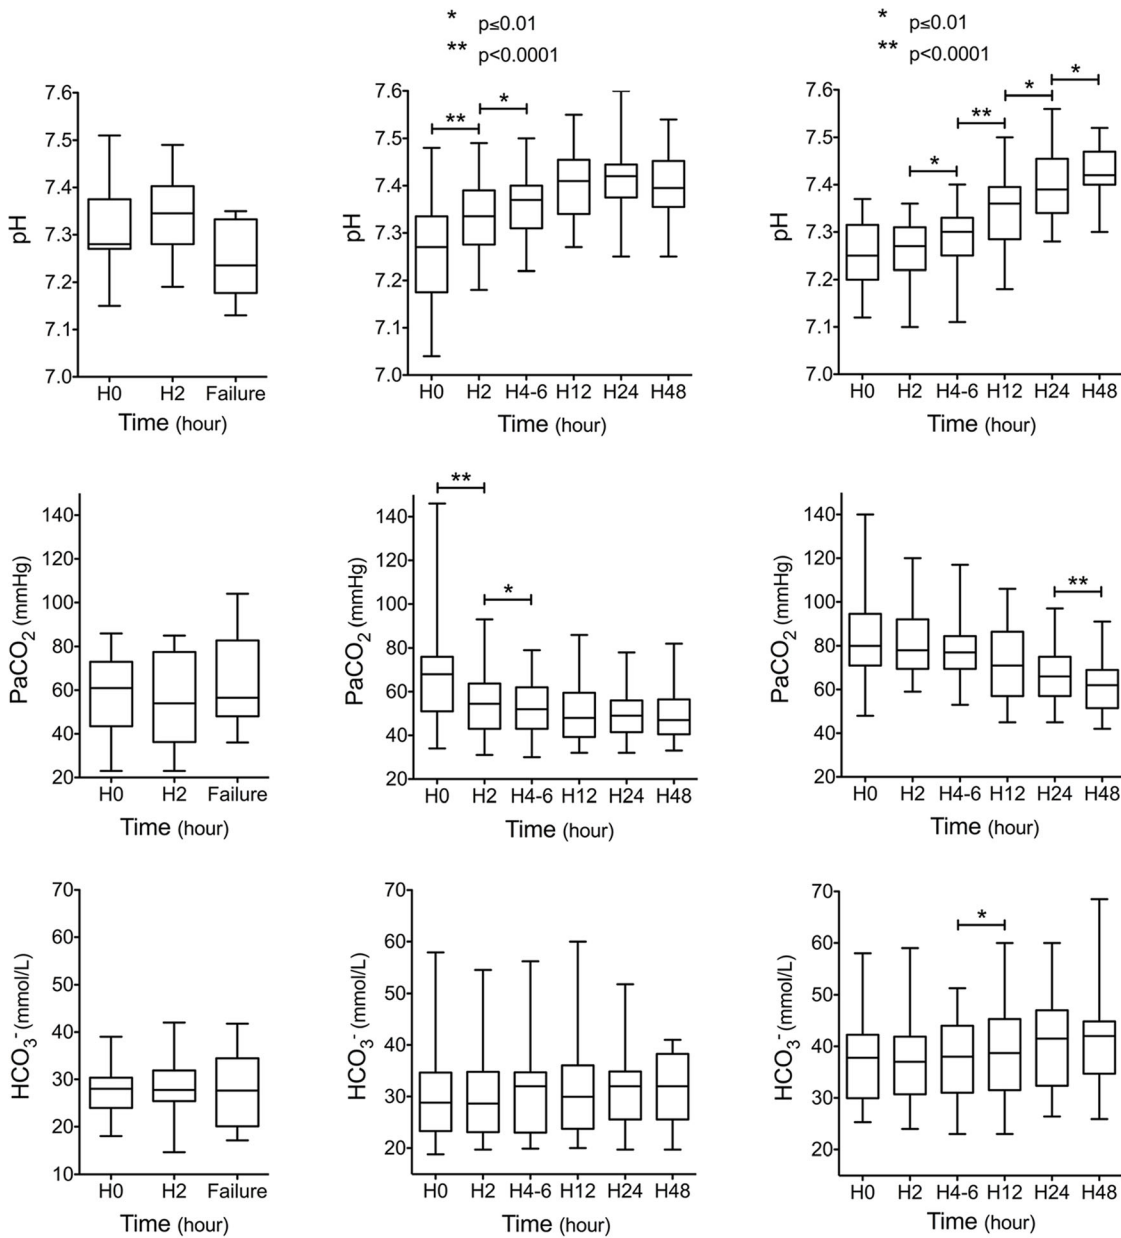 * p≤0.01
** p<0.0001
* p≤0.01
** p<0.0001
pH
7.6
7.5
7.4
7.3
7.2
7.1
7.0
H0 H2 Failure
Time (hour)
pH
7.6
7.5
7.4
7.3
7.2
7.1
7.0
** *
H0 H2 H4-6 H12 H24 H48
Time (hour)
pH
7.6
7.5
7.4
7.3
7.2
7.1
7.0
* ** * *
H0 H2 H4-6 H12 H24 H48
Time (hour)
PaCO2 (mmHg)
140
120
100
80
60
40
20
H0 H2 Failure
Time (hour)
PaCO2 (mmHg)
140
120
100
80
60
40
20
** *
H0 H2 H4-6 H12 H24 H48
Time (hour)
PaCO2 (mmHg)
140
120
100
80
60
40
20
**
H0 H2 H4-6 H12 H24 H48
Time (hour)
HCO3- (mmol/L)
70
60
50
40
30
20
10
H0 H2 Failure
Time (hour)
HCO3- (mmol/L)
70
60
50
40
30
20
H0 H2 H4-6 H12 H24 H48
Time (hour)
HCO3- (mmol/L)
70
60
50
40
30
20
*
H0 H2 H4-6 H12 H24 H48
Time (hour)